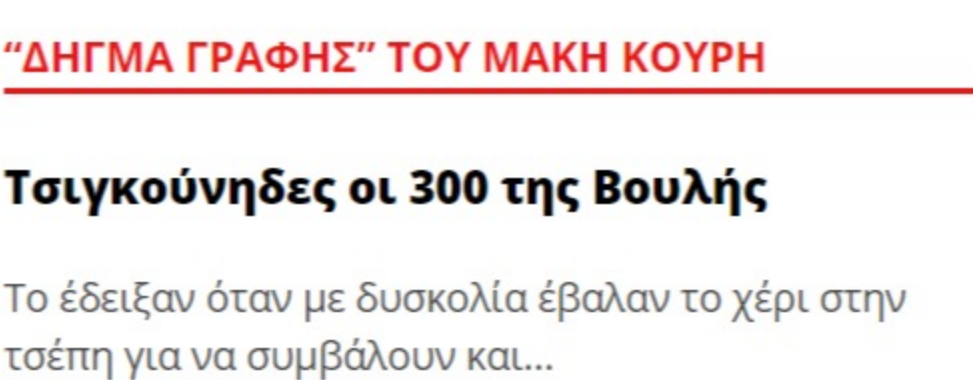 “ΔΗΓΜΑ ΓΡΑΦΗΣ” ΤΟΥ ΜΑΚΗ ΚΟΥΡΗ
Τσιγκούνηδες οι 300 της Βουλής
Το έδειξαν όταν με δυσκολία έβαλαν το χέρι στην
τσέπη για να συμβάλουν και...